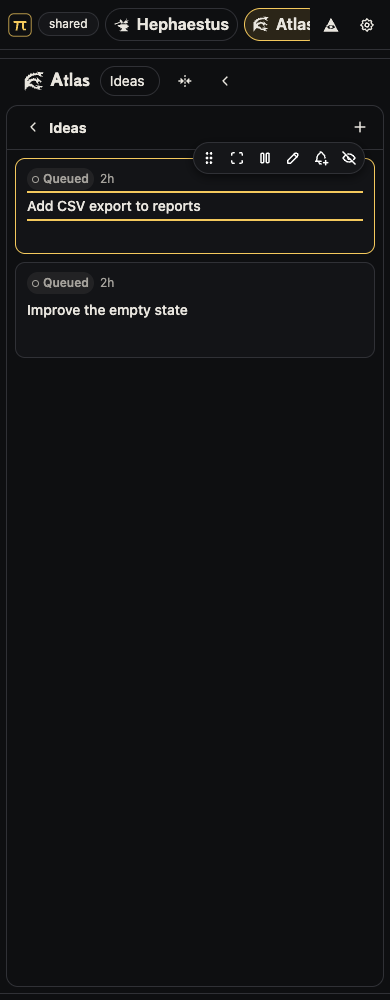 π
shared
Hephaestus
Atlas
Atlas
Ideas
Ideas
Queued 2h
Add CSV export to reports
Queued 2h
Improve the empty state